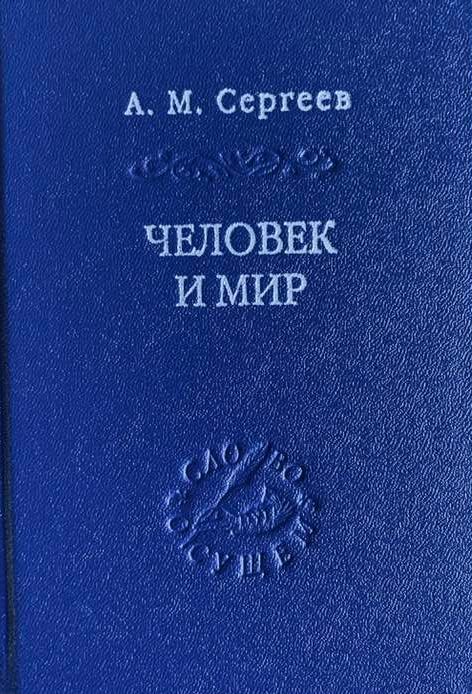 А. М. Сергеев
ЧЕЛОВЕК
И МИР
СЛОВО
О СУЩЕМ